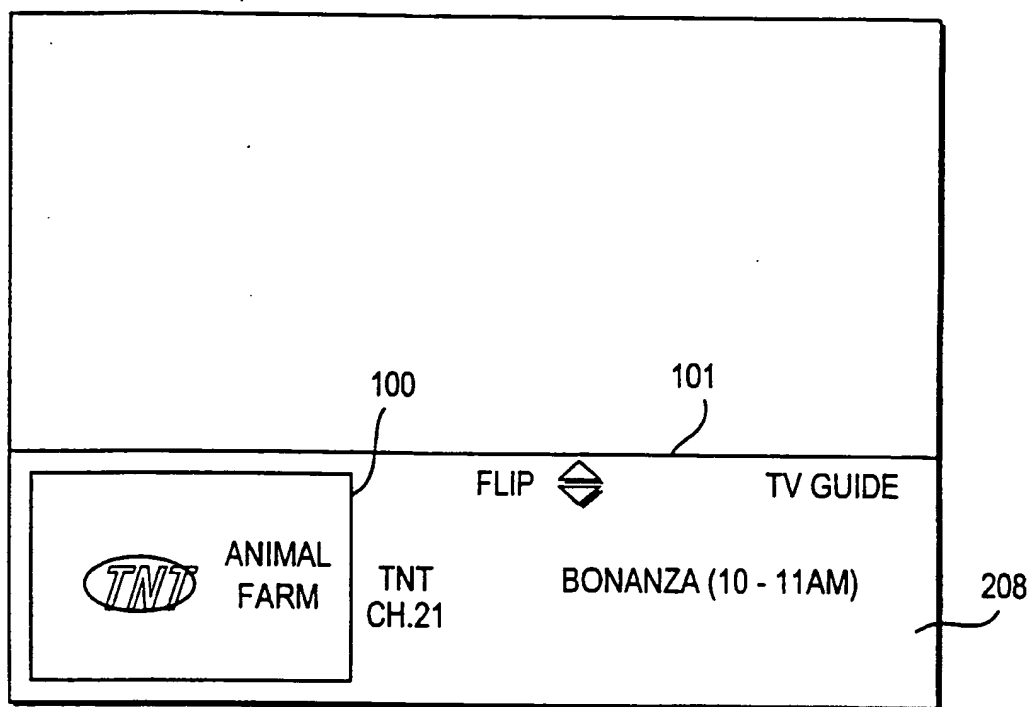 100
101
FLIP
TV GUIDE
TNT
ANIMAL
FARM
TNT
CH.21
BONANZA (10 - 11AM)
208